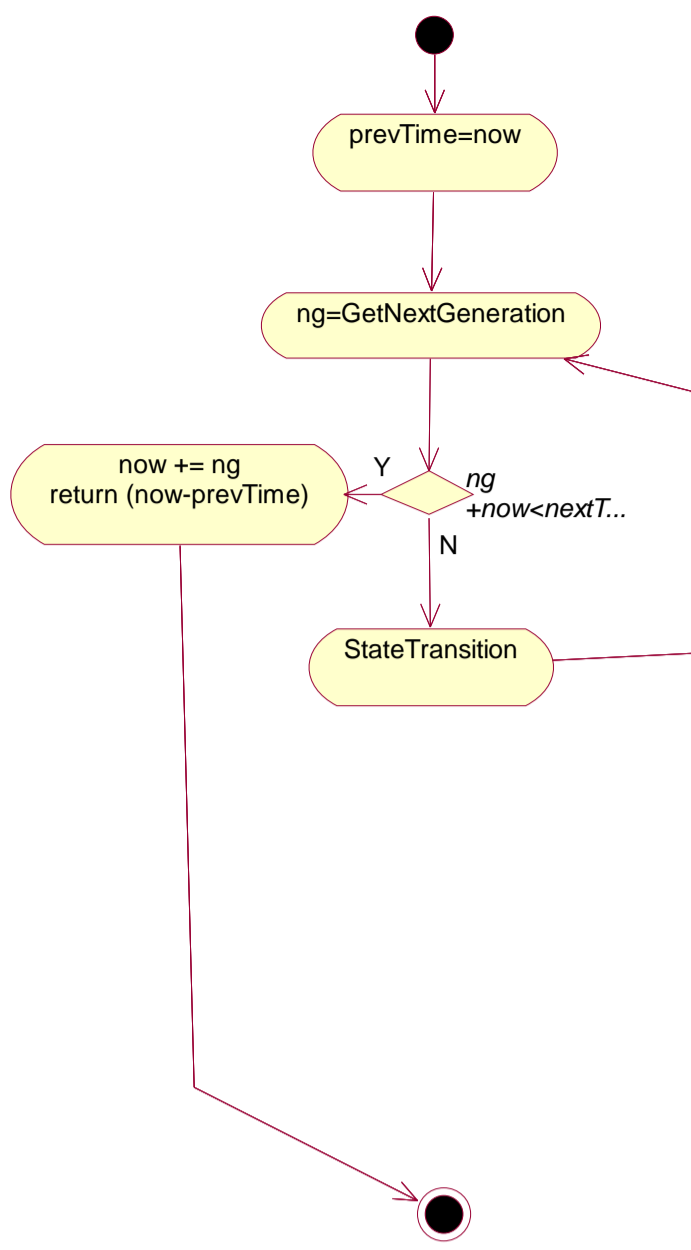 prevTime=now
ng=GetNextGeneration
now += ng
return (now-prevTime)
Y
ng
+now<nextT...
N
StateTransition